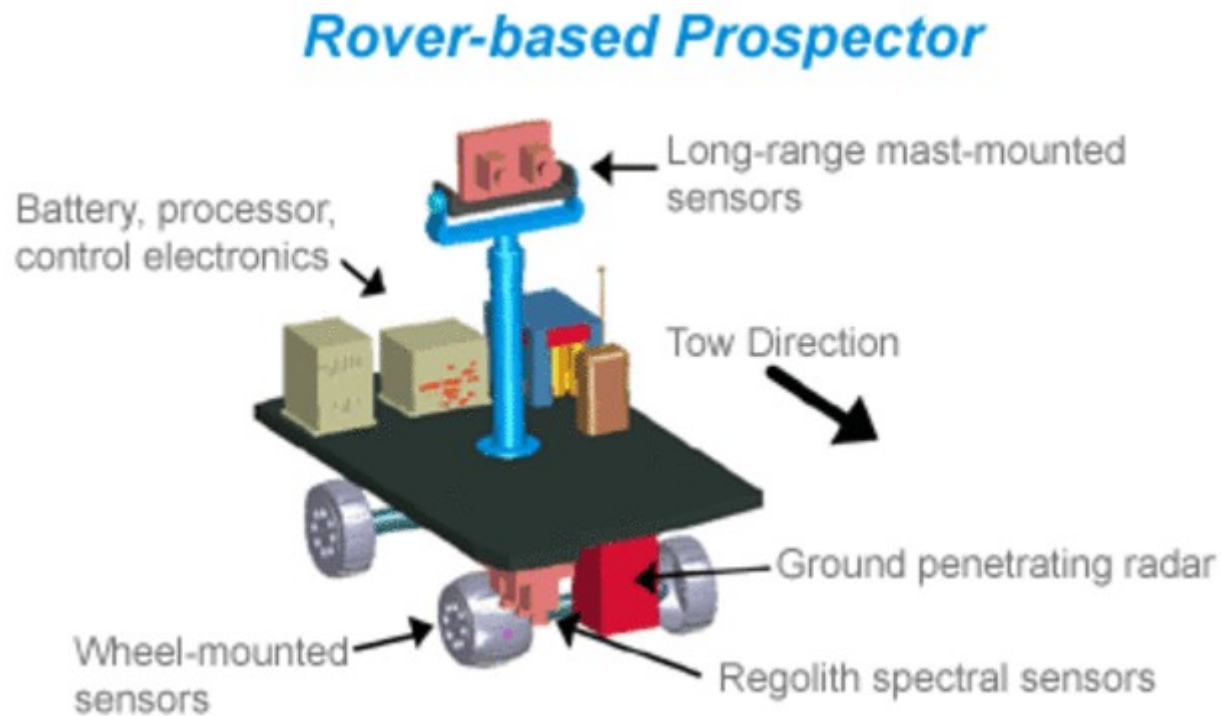 Rover-based Prospector
Long-range mast-mounted
sensors
Battery, processor,
control electronics
Tow Direction
Ground penetrating radar
Wheel-mounted
sensors
Regolith spectral sensors